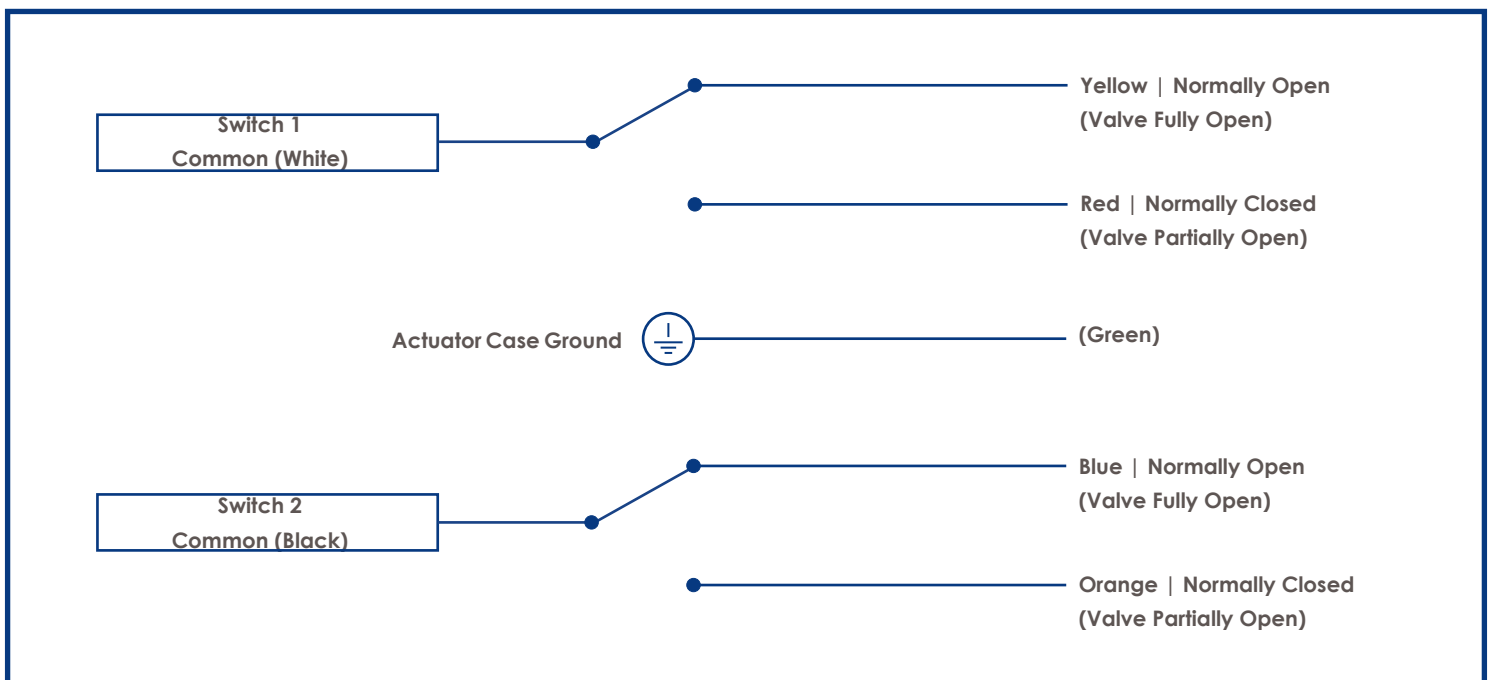 Switch 1
Common (White)
Yellow | Normally Open
(Valve Fully Open)
Red | Normally Closed
(Valve Partially Open)
Actuator Case Ground
(Green)
Switch 2
Common (Black)
Blue | Normally Open
(Valve Fully Open)
Orange | Normally Closed
(Valve Partially Open)